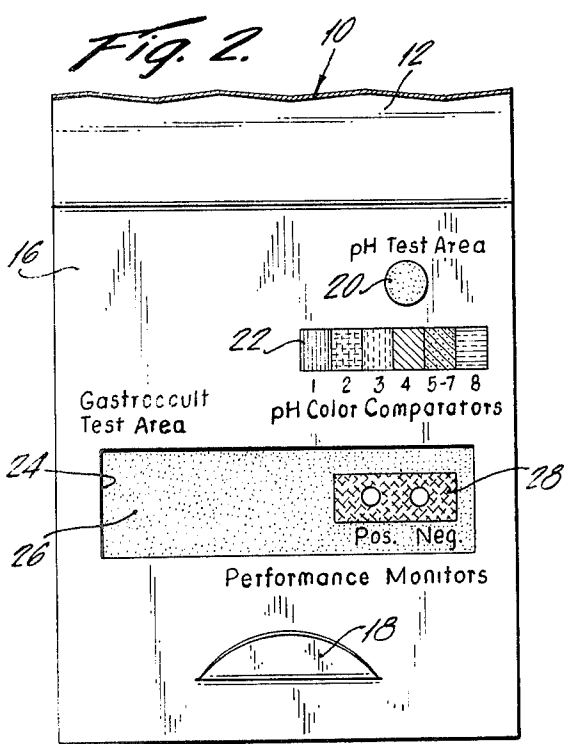 Fig. 2.
10
12
16
pH Test Area
20
22
1 2 3 4 5-7 8
pH Color Comparators
Gastroccult
Test Area
24
28
26
Pos. Neg.
Performance Monitors
18